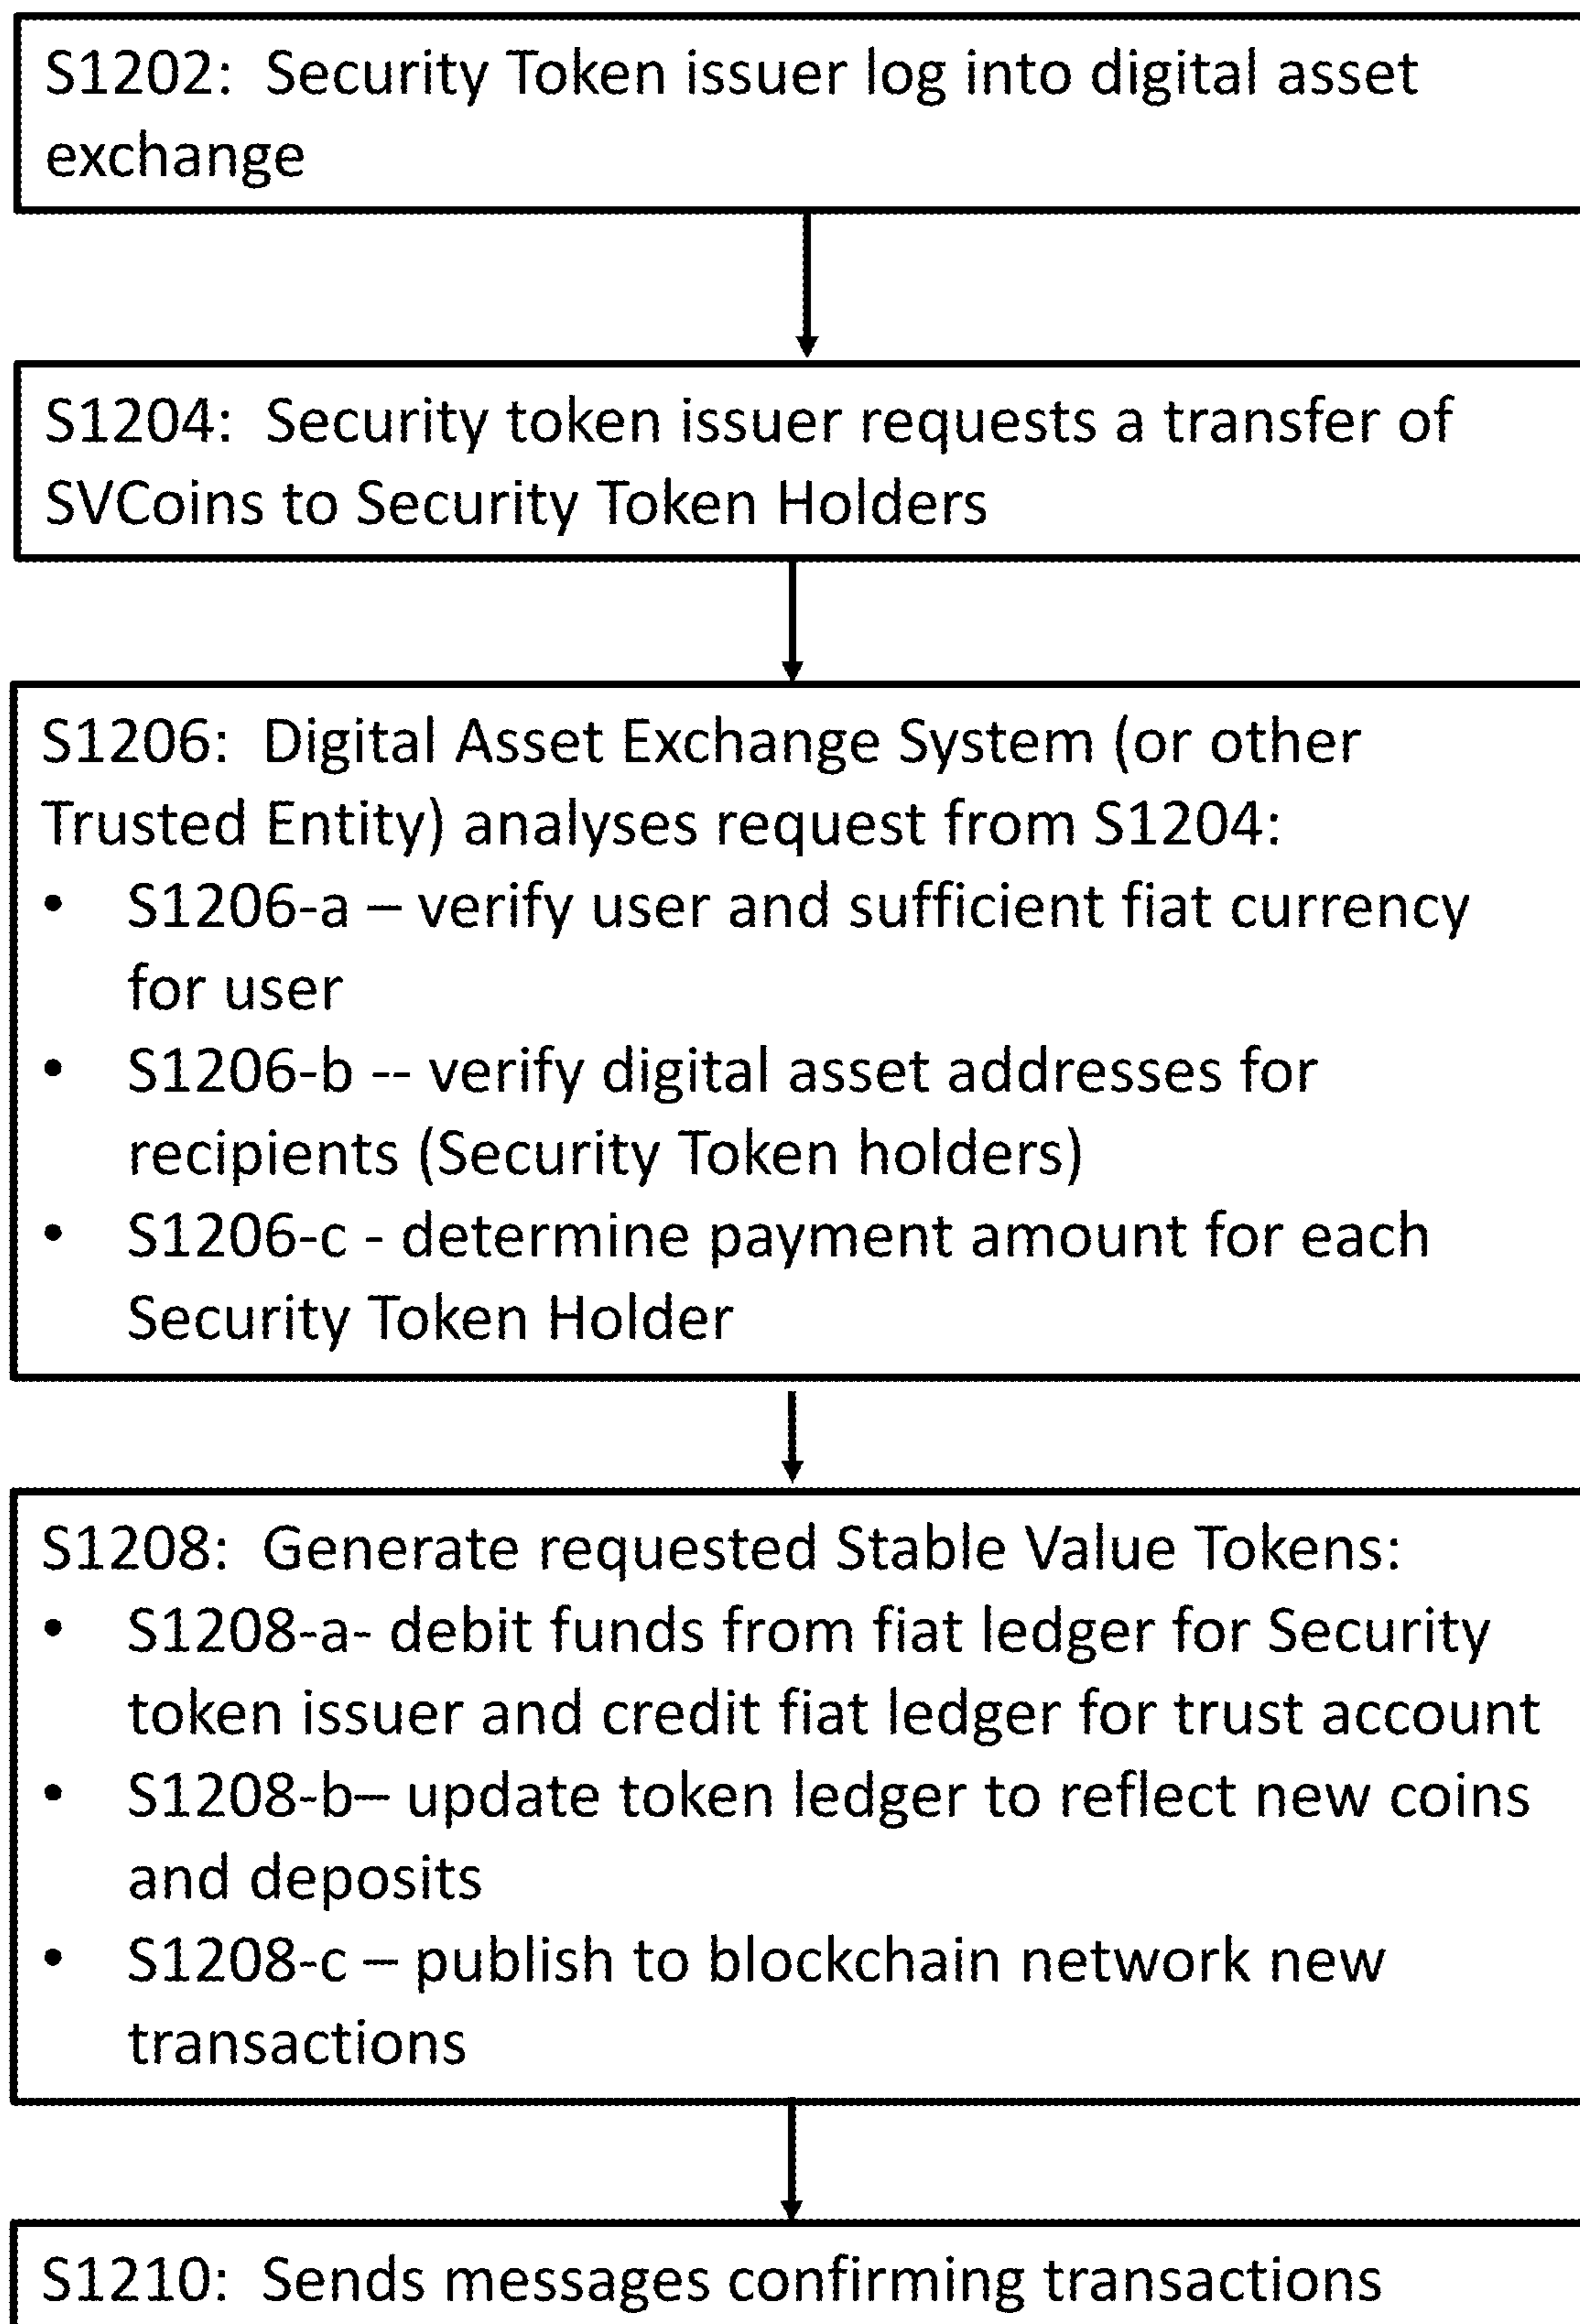 S1202:  Security Token issuer log into digital asset
exchange
S1204:  Security token issuer requests a transfer of
SVCoins to Security Token Holders
S1206:  Digital Asset Exchange System (or other
Trusted Entity) analyses request from S1204:
• S1206-a – verify user and sufficient fiat currency
for user
• S1206-b -- verify digital asset addresses for
recipients (Security Token holders)
• S1206-c - determine payment amount for each
Security Token Holder
S1208:  Generate requested Stable Value Tokens:
• S1208-a- debit funds from fiat ledger for Security
token issuer and credit fiat ledger for trust account
• S1208-b– update token ledger to reflect new coins
and deposits
• S1208-c – publish to blockchain network new
transactions
S1210:  Sends messages confirming transactions